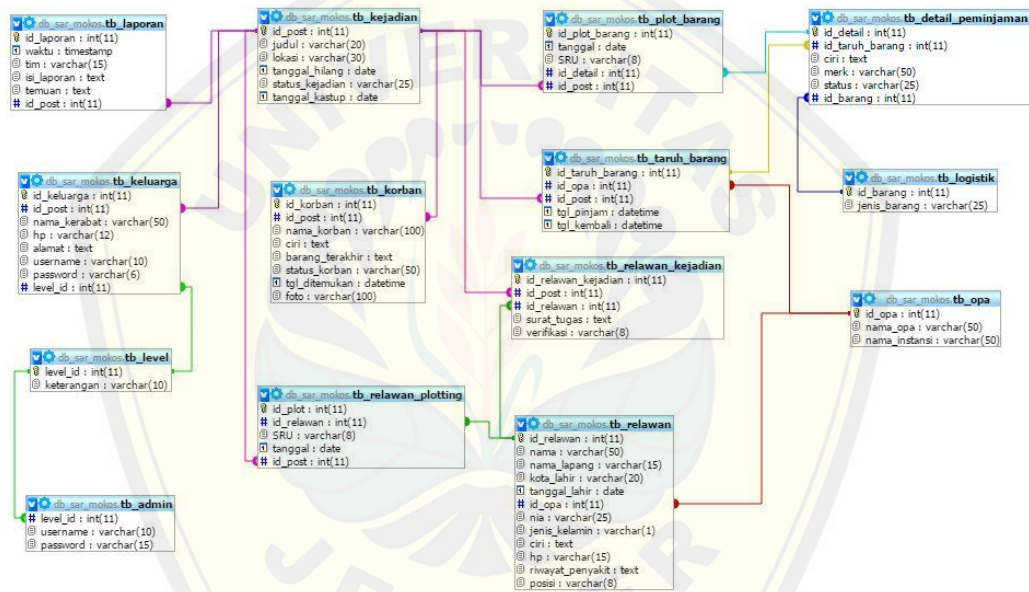 db_sar_mokos.tb_laporan
id_laporan : int(11)
waktu : timestamp
tim : varchar(15)
isi_laporan : text
temuan : text
id_post : int(11)
db_sar_mokos.tb_kejadian
id_post : int(11)
judul : varchar(20)
lokasi : varchar(30)
tanggal_hilang : date
status_kejadian : varchar(25)
tanggal_kastup : date
db_sar_mokos.tb_plot_barang
id_plot_barang : int(11)
tanggal : date
SRU : varchar(8)
id_detail : int(11)
id_post : int(11)
db_sar_mokos.tb_detail_peminjaman
id_detail : int(11)
id_taruh_barang : int(11)
ciri : text
merk : varchar(50)
status : varchar(25)
id_barang : int(11)
db_sar_mokos.tb_keluarga
id_keluarga : int(11)
id_post : int(11)
nama_kerabat : varchar(50)
hp : varchar(12)
alamat : text
username : varchar(10)
password : varchar(6)
level_id : int(11)
db_sar_mokos.tb_korban
id_korban : int(11)
id_post : int(11)
nama_korban : varchar(100)
ciri : text
barang_terakhir : text
status_korban : varchar(50)
tgl_ditemukan : datetime
foto : varchar(100)
db_sar_mokos.tb_taruh_barang
id_taruh_barang : int(11)
id_opa : int(11)
id_post : int(11)
tgl_pinjam : datetime
tgl_kembali : datetime
db_sar_mokos.tb_logistik
id_barang : int(11)
jenis_barang : varchar(25)
db_sar_mokos.tb_relawan_kejadian
id_relawan_kejadian : int(11)
id_post : int(11)
id_relawan : int(11)
surat_tugas : text
verifikasi : varchar(8)
db_sar_mokos.tb_opa
id_opa : int(11)
nama_opa : varchar(50)
nama_instansi : varchar(50)
db_sar_mokos.tb_level
level_id : int(11)
keterangan : varchar(10)
db_sar_mokos.tb_relawan_plotting
id_plot : int(11)
id_relawan : int(11)
SRU : varchar(8)
tanggal : date
id_post : int(11)
db_sar_mokos.tb_relawan
id_relawan : int(11)
nama : varchar(50)
nama_lapang : varchar(15)
kota_lahir : varchar(20)
tanggal_lahir : date
id_opa : int(11)
nia : varchar(25)
jenis_kelamin : varchar(1)
ciri : text
hp : varchar(15)
riwayat_penyakit : text
posisi : varchar(8)
db_sar_mokos.tb_admin
level_id : int(11)
username : varchar(10)
password : varchar(15)